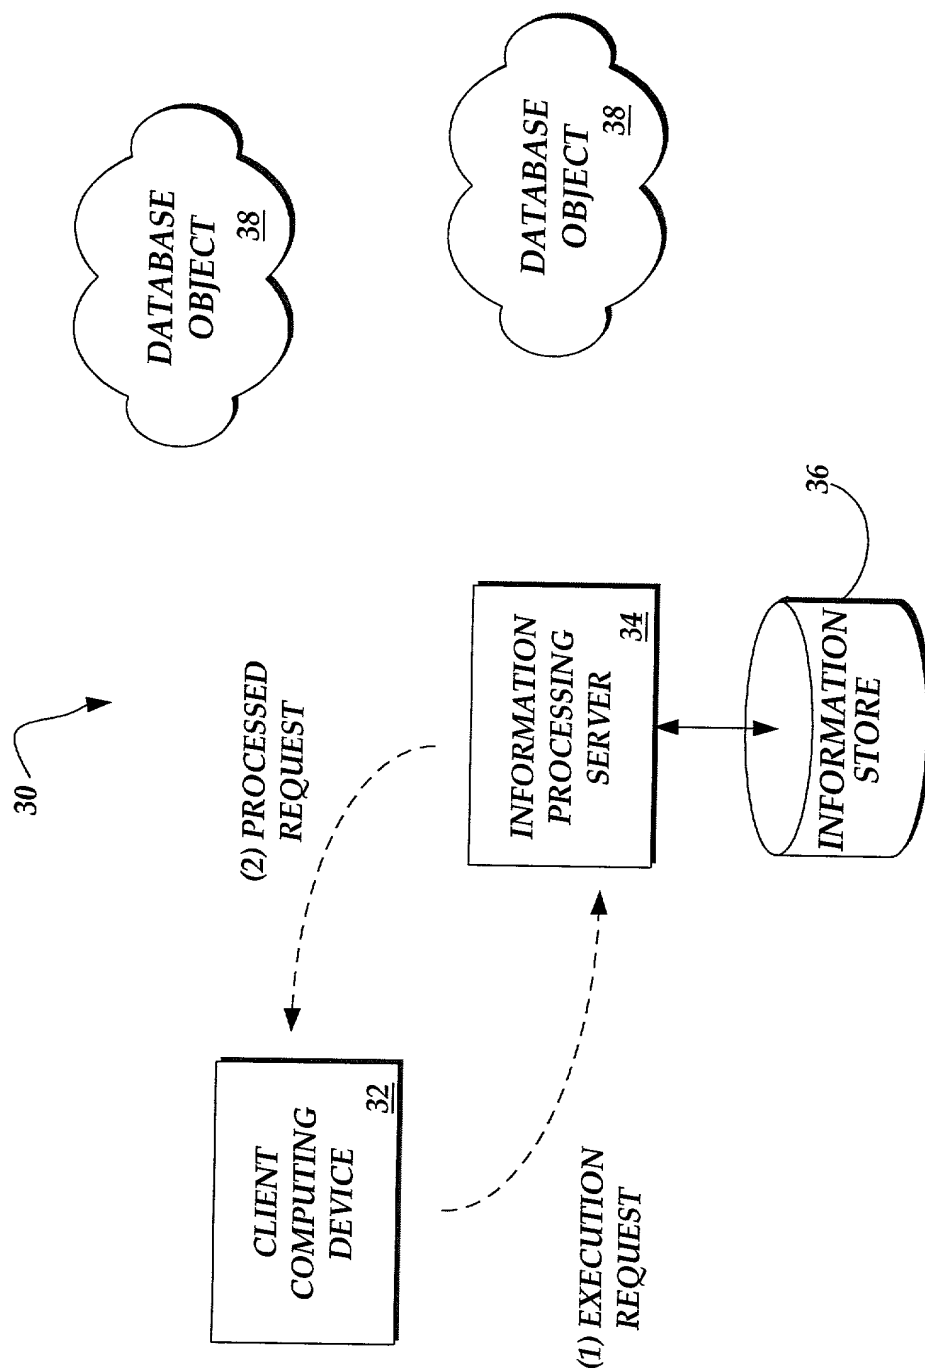 30
(2) PROCESSED
REQUEST
DATABASE
OBJECT
38
CLIENT
COMPUTING
DEVICE
32
INFORMATION
PROCESSING
SERVER
34
DATABASE
OBJECT
38
(1) EXECUTION
REQUEST
INFORMATION
STORE
36